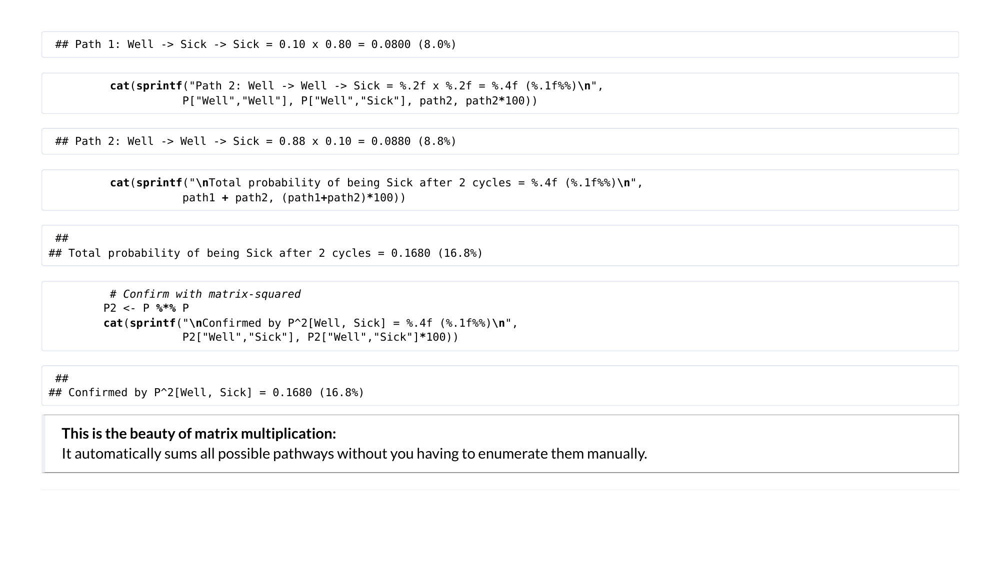 ## Path 1: Well -> Sick -> Sick = 0.10 x 0.80 = 0.0800 (8.0%)
cat(sprintf("Path 2: Well -> Well -> Sick = %.2f x %.2f = %.4f (%.1f%%)\n",
P["Well","Well"], P["Well","Sick"], path2, path2*100))
## Path 2: Well -> Well -> Sick = 0.88 x 0.10 = 0.0880 (8.8%)
cat(sprintf("\nTotal probability of being Sick after 2 cycles = %.4f (%.1f%%)\n",
path1 + path2, (path1+path2)*100))
##
## Total probability of being Sick after 2 cycles = 0.1680 (16.8%)
# Confirm with matrix-squared
P2 <- P %*% P
cat(sprintf("\nConfirmed by P^2[Well, Sick] = %.4f (%.1f%%)\n",
P2["Well","Sick"], P2["Well","Sick"]*100))
##
## Confirmed by P^2[Well, Sick] = 0.1680 (16.8%)
This is the beauty of matrix multiplication:
It automatically sums all possible pathways without you having to enumerate them manually.